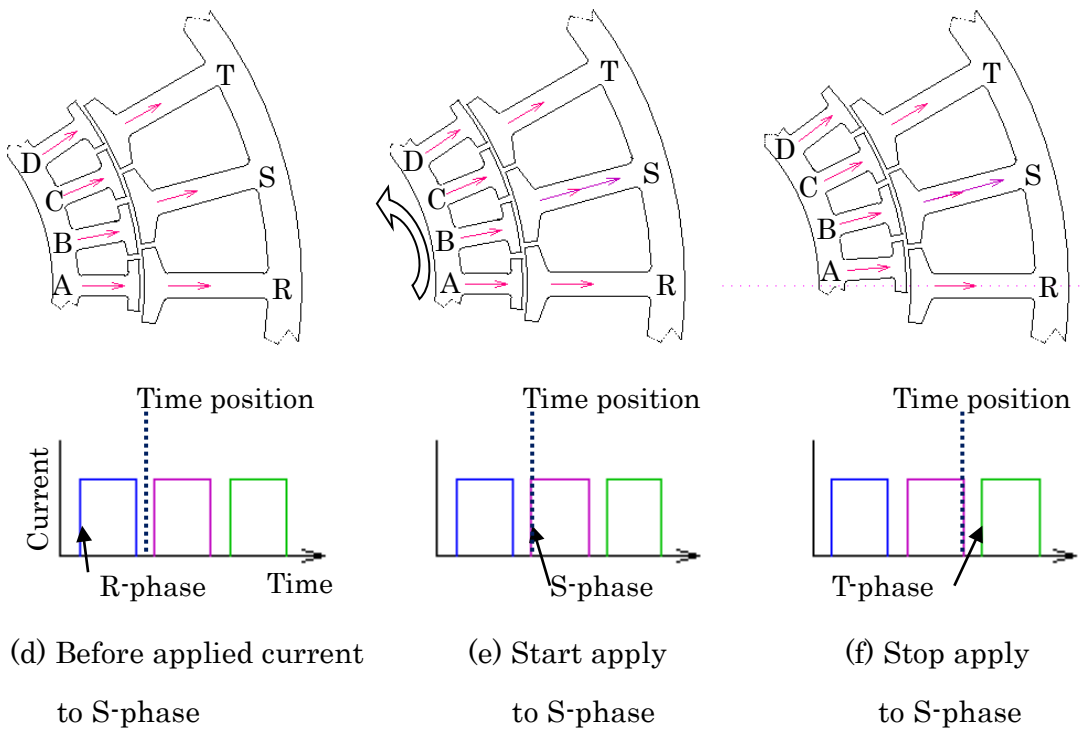 T
S
R
D
C
B
A
T
S
R
D
C
B
A
T
S
R
D
C
B
A
Time position
Current
R-phase
Time
Time position
S-phase
Time position
T-phase
(d) Before applied current
to S-phase
(e) Start apply
to S-phase
(f) Stop apply
to S-phase